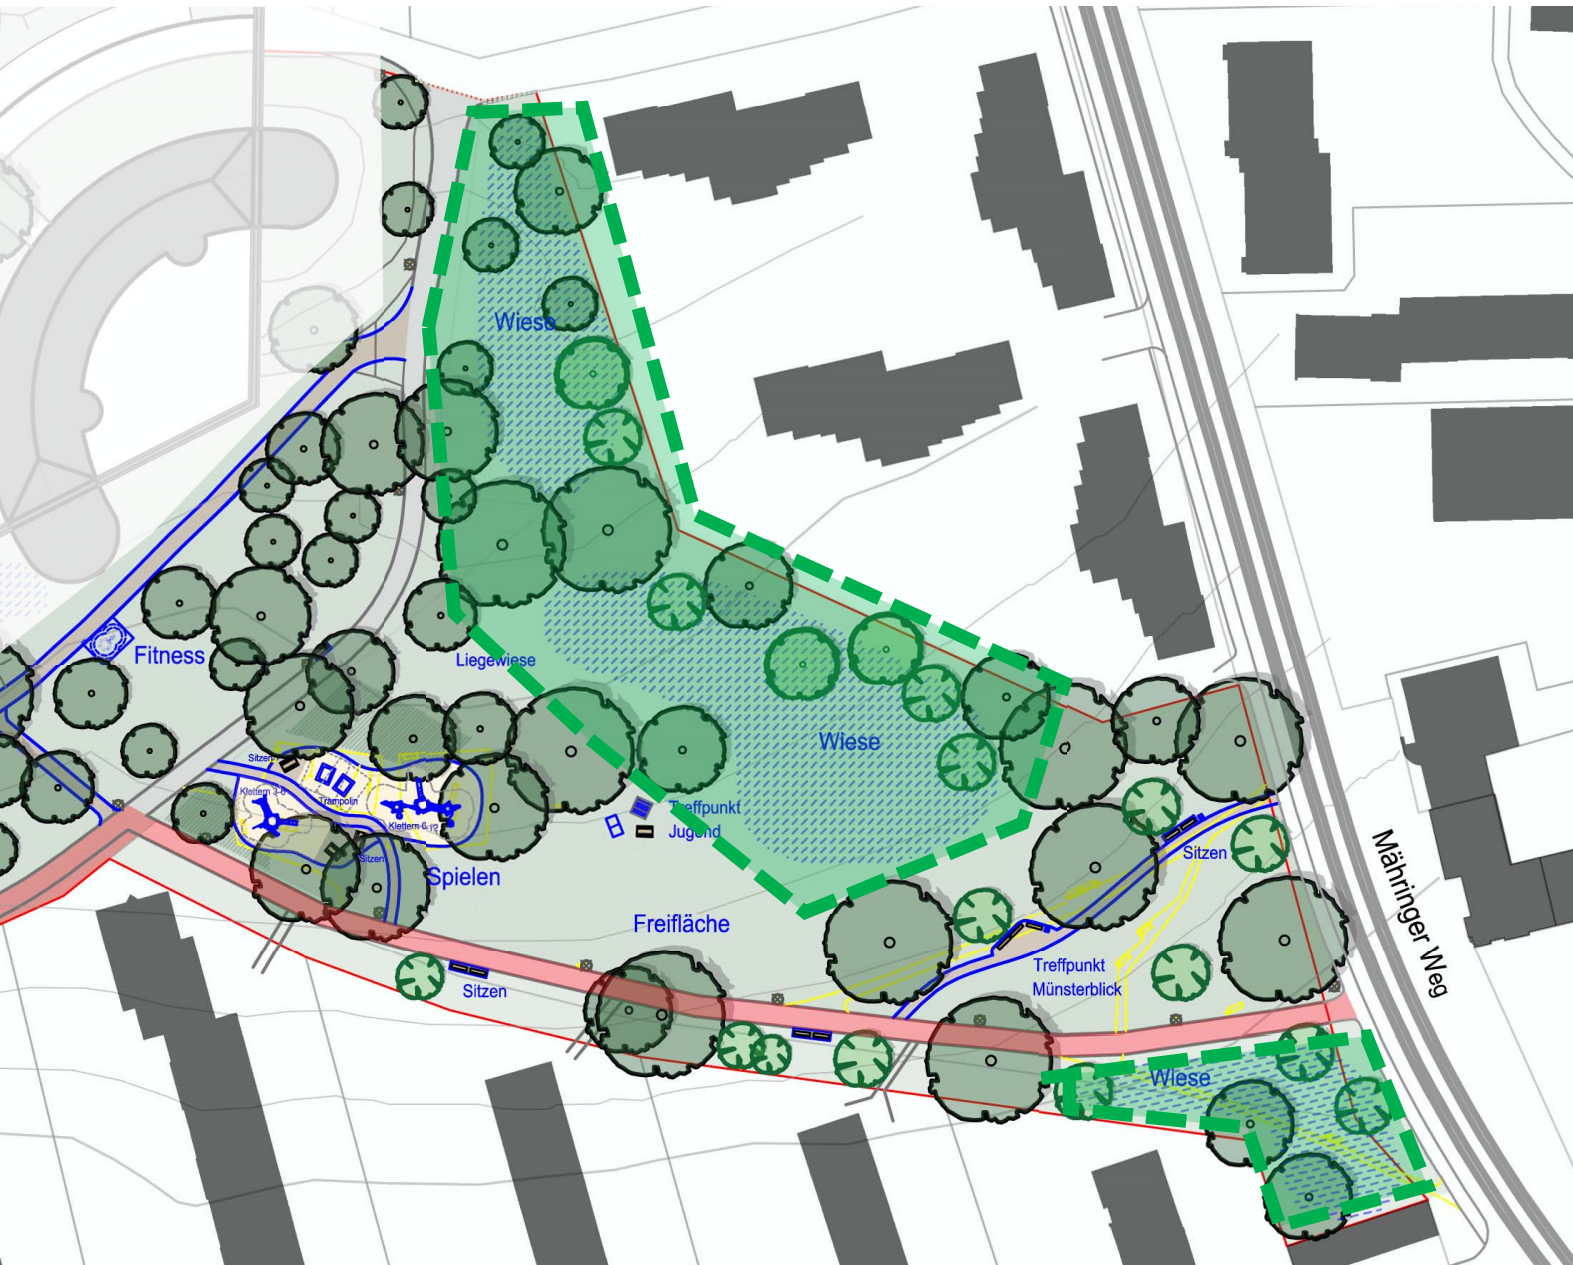 Wiese
Fitness
Liegewiese
Wiese
Sitzen
Klettern 3-6
Trampolin
Klettern 6-12
Sitzen
Treffpunkt
Jugend
Spielen
Sitzen
Mähringer Weg
Freifläche
Treffpunkt
Münsterblick
Sitzen
Wiese